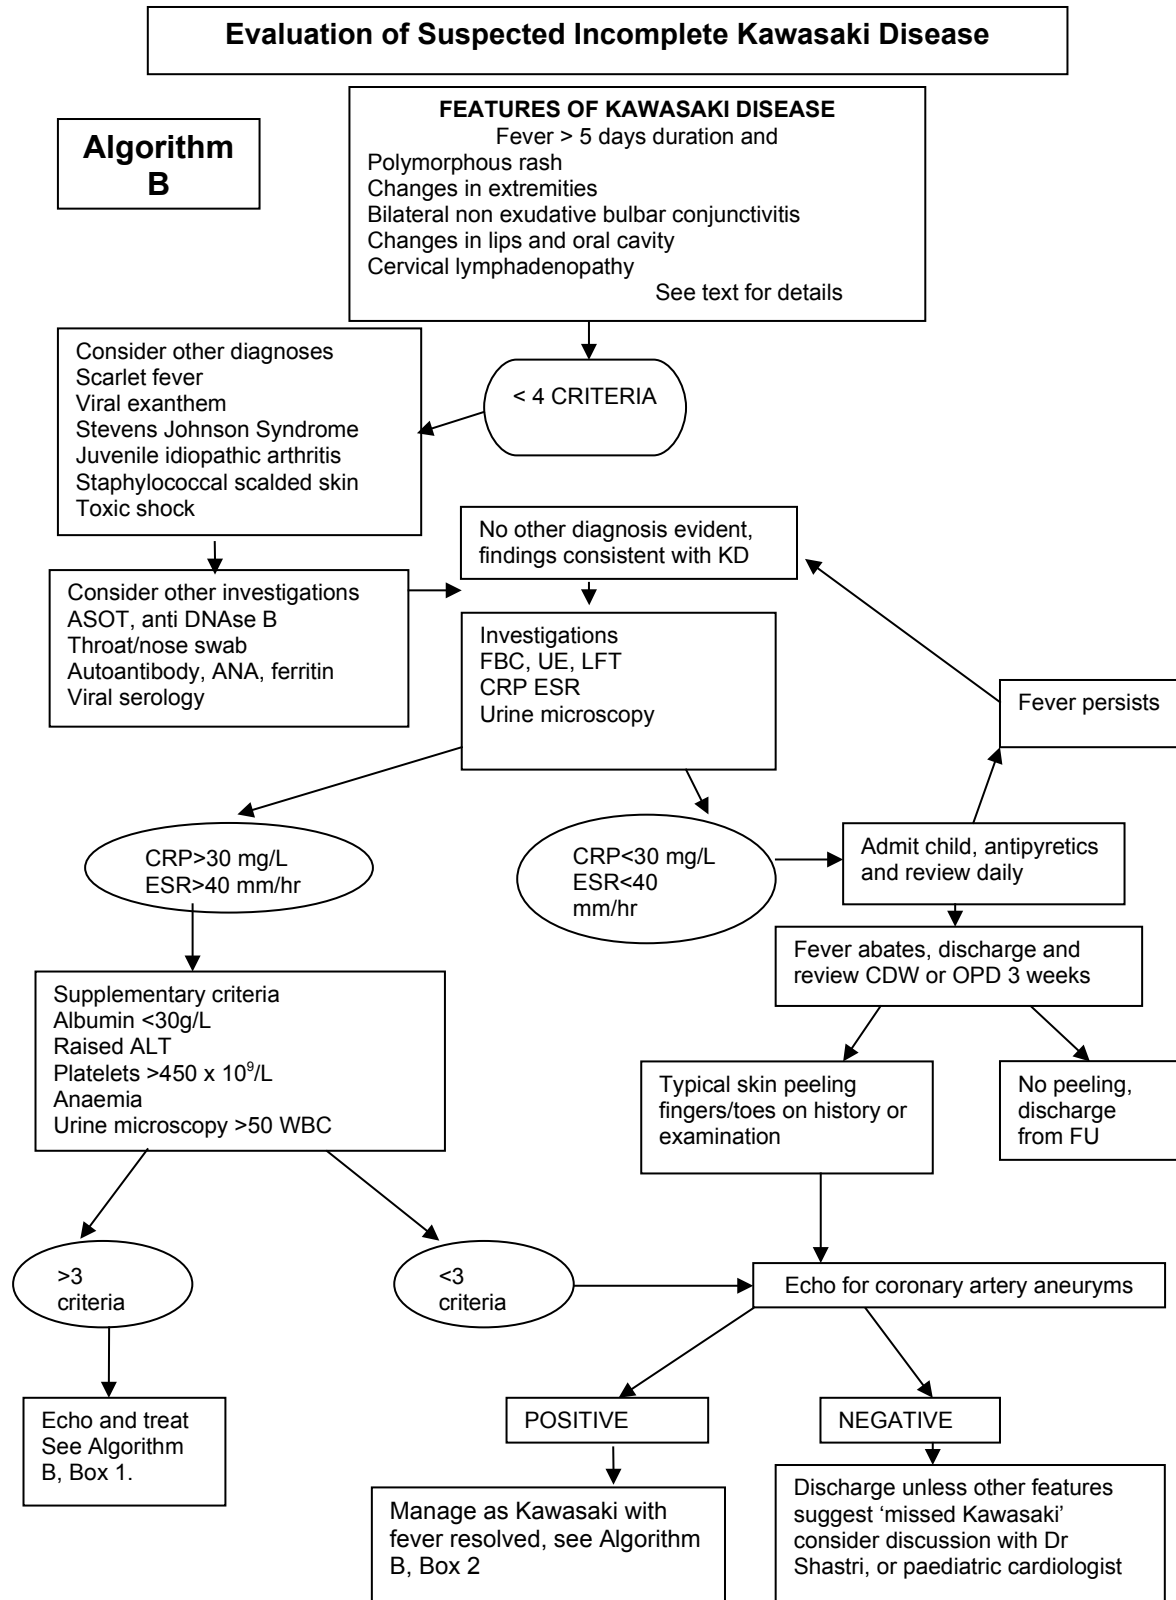 Evaluation of Suspected Incomplete Kawasaki Disease
Algorithm
B
FEATURES OF KAWASAKI DISEASE
Fever > 5 days duration and
Polymorphous rash
Changes in extremities
Bilateral non exudative bulbar conjunctivitis
Changes in lips and oral cavity
Cervical lymphadenopathy
See text for details
Consider other diagnoses
Scarlet fever
Viral exanthem
Stevens Johnson Syndrome
Juvenile idiopathic arthritis
Staphylococcal scalded skin
Toxic shock
< 4 CRITERIA
No other diagnosis evident,
findings consistent with KD
Consider other investigations
ASOT, anti DNAse B
Throat/nose swab
Autoantibody, ANA, ferritin
Viral serology
Investigations
FBC, UE, LFT
CRP ESR
Urine microscopy
Fever persists
CRP>30 mg/L
ESR>40 mm/hr
CRP<30 mg/L
ESR<40
mm/hr
Admit child, antipyretics
and review daily
Fever abates, discharge and
review CDW or OPD 3 weeks
Supplementary criteria
Albumin <30g/L
Raised ALT
Platelets >450 x 10⁹/L
Anaemia
Urine microscopy >50 WBC
Typical skin peeling
fingers/toes on history or
examination
No peeling,
discharge
from FU
>3
criteria
<3
criteria
Echo for coronary artery aneuryms
Echo and treat
See Algorithm
B, Box 1.
POSITIVE
NEGATIVE
Manage as Kawasaki with
fever resolved, see Algorithm
B, Box 2
Discharge unless other features
suggest ‘missed Kawasaki’
consider discussion with Dr
Shastri, or paediatric cardiologist